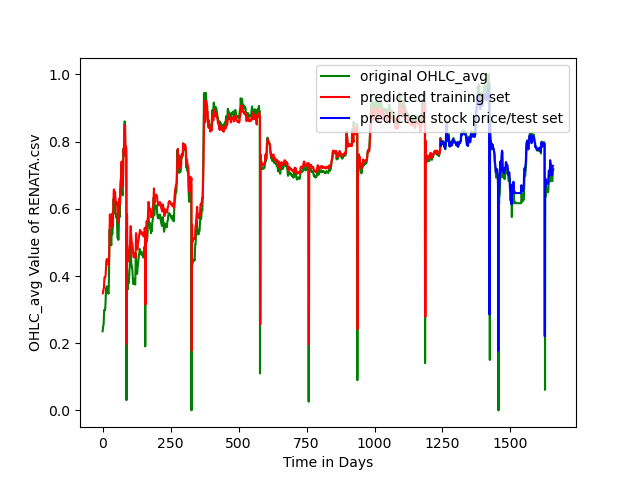 original OHLC_avg
predicted training set
predicted stock price/test set
OHLC_avg Value of RENATA.csv
1.0
0.8
0.6
0.4
0.2
0.0
0 250 500 750 1000 1250 1500
Time in Days